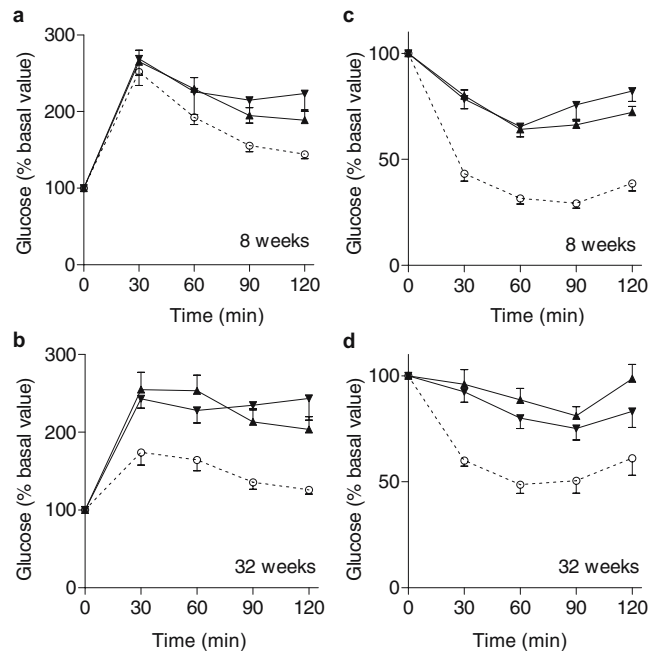 a
Glucose (% basal value)
300
200
100
0
8 weeks
0 30 60 90 120
Time (min)
c
Glucose (% basal value)
100
50
0
8 weeks
0 30 60 90 120
Time (min)
b
Glucose (% basal value)
300
200
100
0
32 weeks
0 30 60 90 120
Time (min)
d
Glucose (% basal value)
100
50
0
32 weeks
0 30 60 90 120
Time (min)